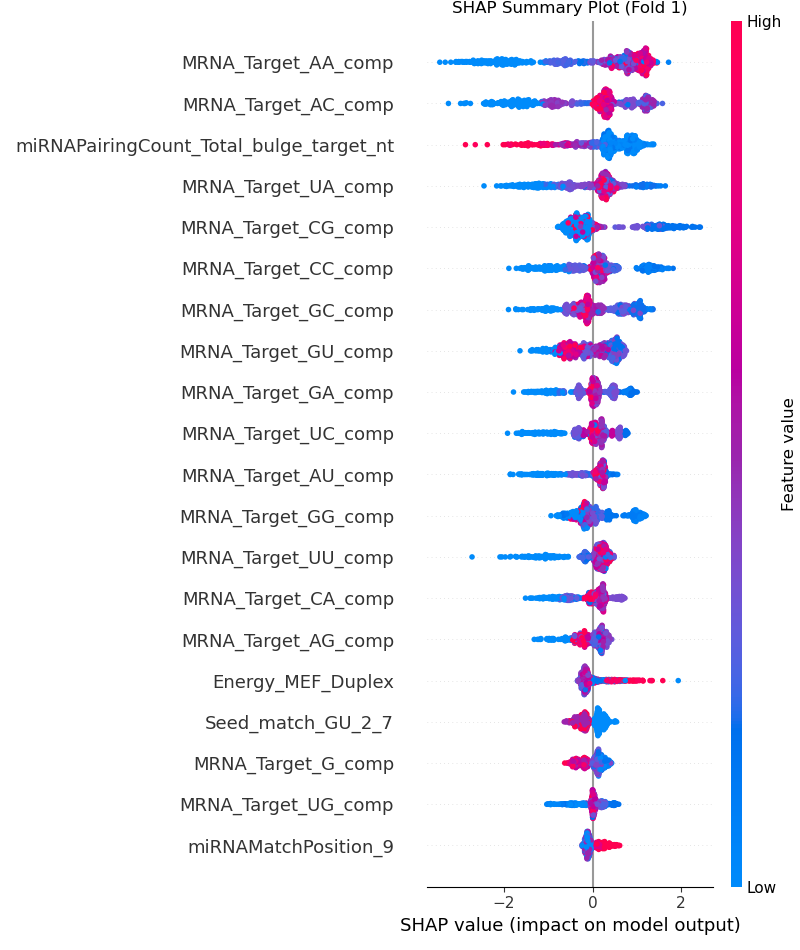 SHAP Summary Plot (Fold 1)
High
MRNA_Target_AA_comp
MRNA_Target_AC_comp
miRNAPairingCount_Total_bulge_target_nt
MRNA_Target_UA_comp
MRNA_Target_CG_comp
MRNA_Target_CC_comp
MRNA_Target_GC_comp
MRNA_Target_GU_comp
MRNA_Target_GA_comp
MRNA_Target_UC_comp
MRNA_Target_AU_comp
MRNA_Target_GG_comp
MRNA_Target_UU_comp
MRNA_Target_CA_comp
MRNA_Target_AG_comp
Energy_MEF_Duplex
Seed_match_GU_2_7
MRNA_Target_G_comp
MRNA_Target_UG_comp
miRNAMatchPosition_9
Feature value
Low
−2 0 2
SHAP value (impact on model output)